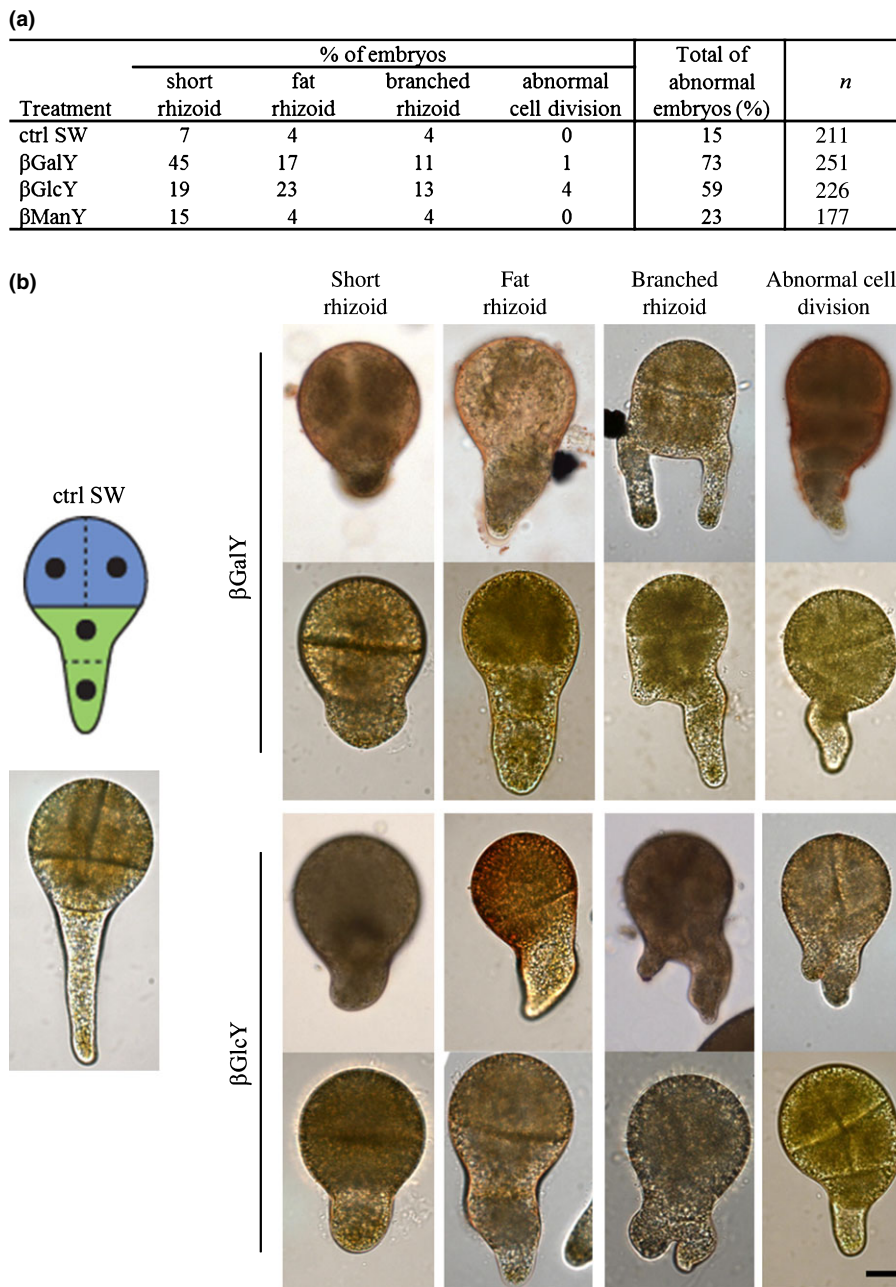 (a)
% of embryos
Total of abnormal embryos (%)
n
Treatment
short rhizoid
fat rhizoid
branched rhizoid
abnormal cell division
ctrl SW 7 4 4 0 15 211
βGalY 45 17 11 1 73 251
βGlcY 19 23 13 4 59 226
βManY 15 4 4 0 23 177
(b)
Short rhizoid
Fat rhizoid
Branched rhizoid
Abnormal cell division
ctrl SW
βGalY
βGlcY